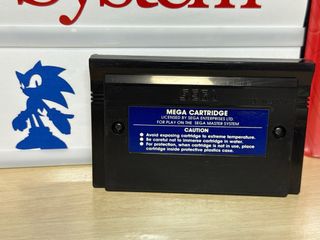 System
SEGA
MEGA CARTRIDGE
LICENSED BY SEGA ENTERPRISES LTD.
FOR PLAY ON THE SEGA MASTER SYSTEM
CAUTION
● Avoid exposing cartridge to extreme temperature.
● Be careful not to immerse cartridge in water.
● For protection, when cartridge is not in use, place
cartridge inside protective plastics case.